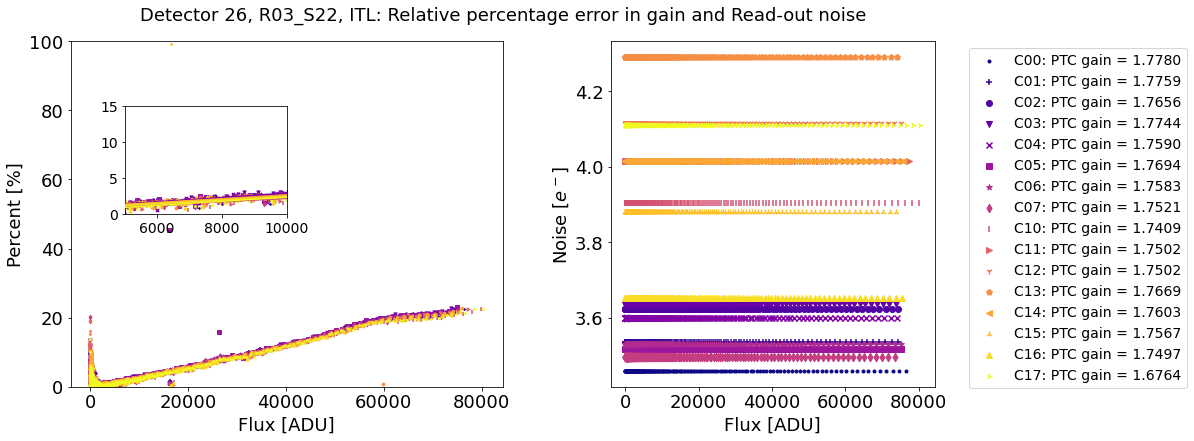 Detector 26, R03_S22, ITL: Relative percentage error in gain and Read-out noise
100
80
60
40
20
0
Percent [%]
0 20000 40000 60000 80000
Flux [ADU]
15
10
5
0
6000 8000 10000
4.2
4.0
3.8
3.6
Noise [e⁻]
0 20000 40000 60000 80000
Flux [ADU]
C00: PTC gain = 1.7780
C01: PTC gain = 1.7759
C02: PTC gain = 1.7656
C03: PTC gain = 1.7744
C04: PTC gain = 1.7590
C05: PTC gain = 1.7694
C06: PTC gain = 1.7583
C07: PTC gain = 1.7521
C10: PTC gain = 1.7409
C11: PTC gain = 1.7502
C12: PTC gain = 1.7502
C13: PTC gain = 1.7669
C14: PTC gain = 1.7603
C15: PTC gain = 1.7567
C16: PTC gain = 1.7497
C17: PTC gain = 1.6764